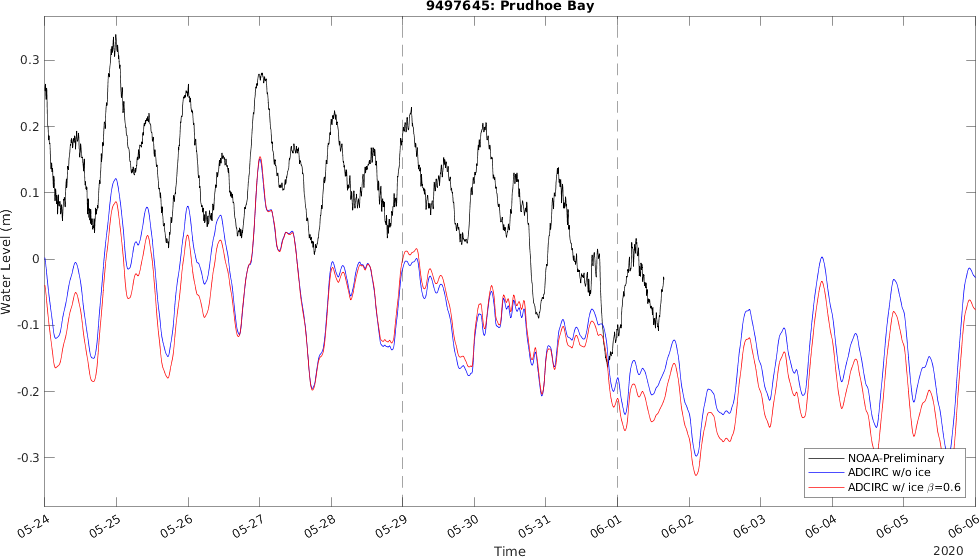 9497645: Prudhoe Bay
Water Level (m)
0.3
0.2
0.1
0
-0.1
-0.2
-0.3
NOAA-Preliminary
ADCIRC w/o ice
ADCIRC w/ ice β=0.6
05-24 05-25 05-26 05-27 05-28 05-29 05-30 05-31 06-01 06-02 06-03 06-04 06-05 06-06
Time
2020